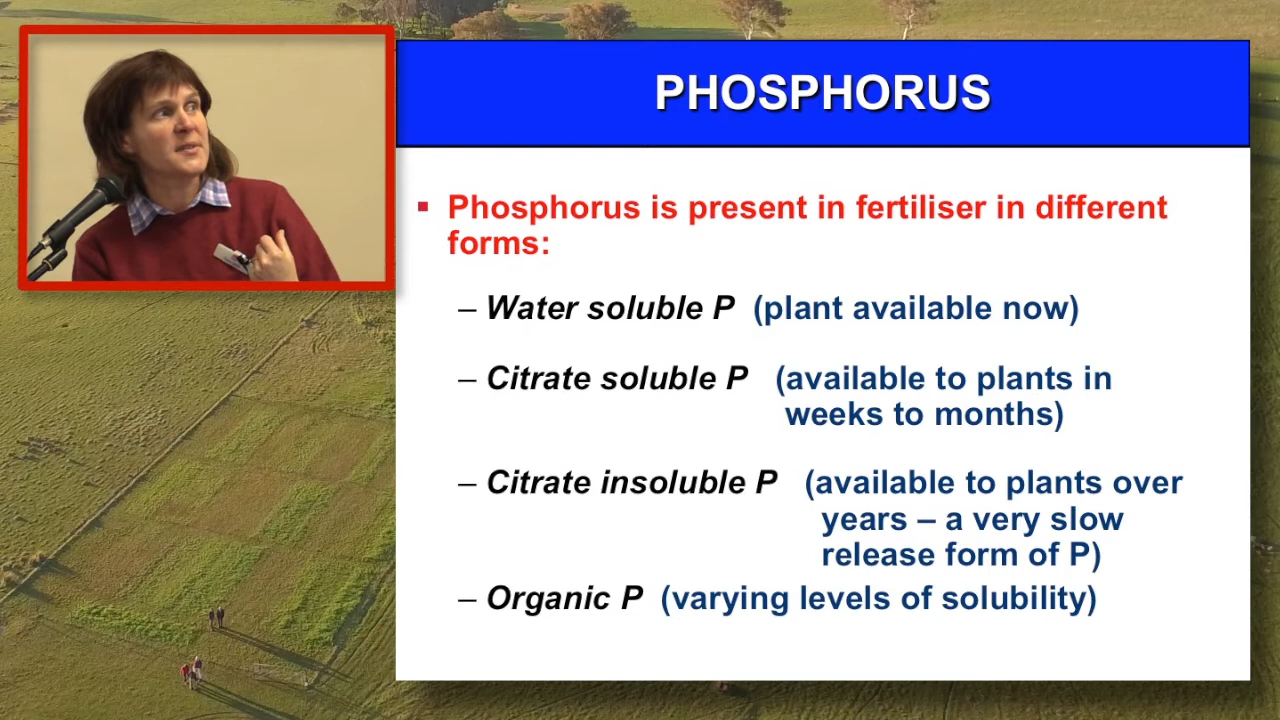 PHOSPHORUS
▪ Phosphorus is present in fertiliser in different
forms:
– Water soluble P (plant available now)
– Citrate soluble P (available to plants in
weeks to months)
– Citrate insoluble P (available to plants over
years – a very slow
release form of P)
– Organic P (varying levels of solubility)